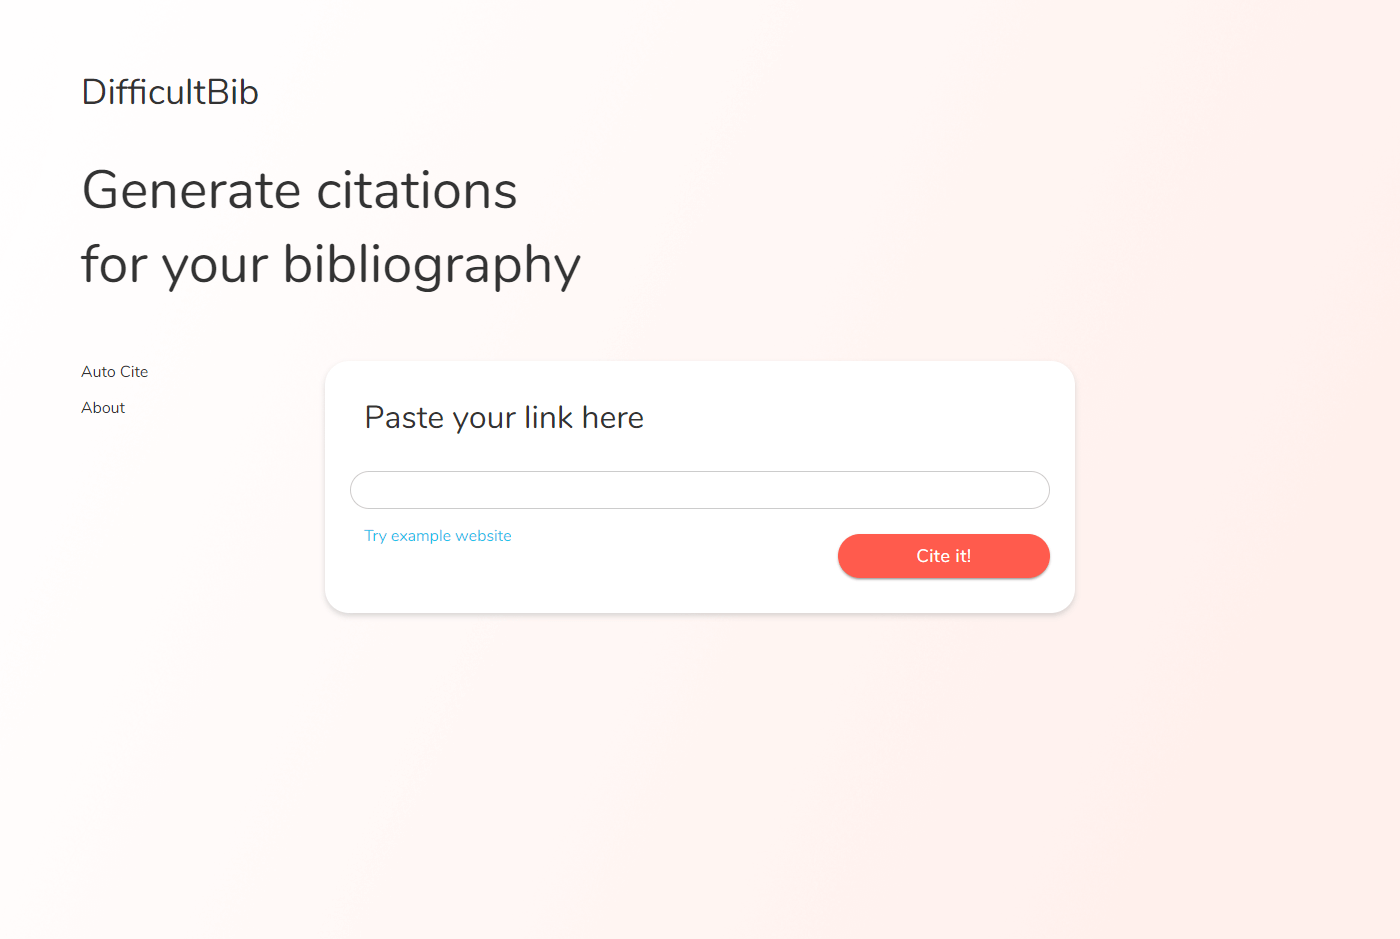 DifficultBib
Generate citations
for your bibliography
Auto Cite
About
Paste your link here
Try example website
Cite it!